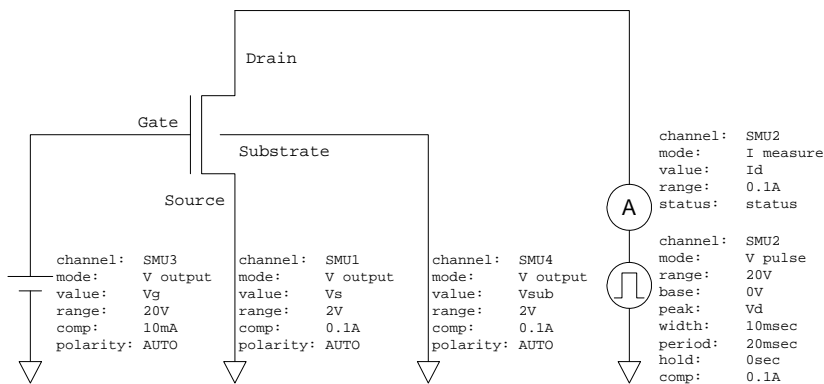 Drain
Gate
Substrate
Source
A
channel: SMU2
mode: I measure
value: Id
range: 0.1A
status: status
channel: SMU2
mode: V pulse
range: 20V
base: 0V
peak: Vd
width: 10msec
period: 20msec
hold: 0sec
comp: 0.1A
channel: SMU3
mode: V output
value: Vg
range: 20V
comp: 10mA
polarity: AUTO
channel: SMU1
mode: V output
value: Vs
range: 2V
comp: 0.1A
polarity: AUTO
channel: SMU4
mode: V output
value: Vsub
range: 2V
comp: 0.1A
polarity: AUTO